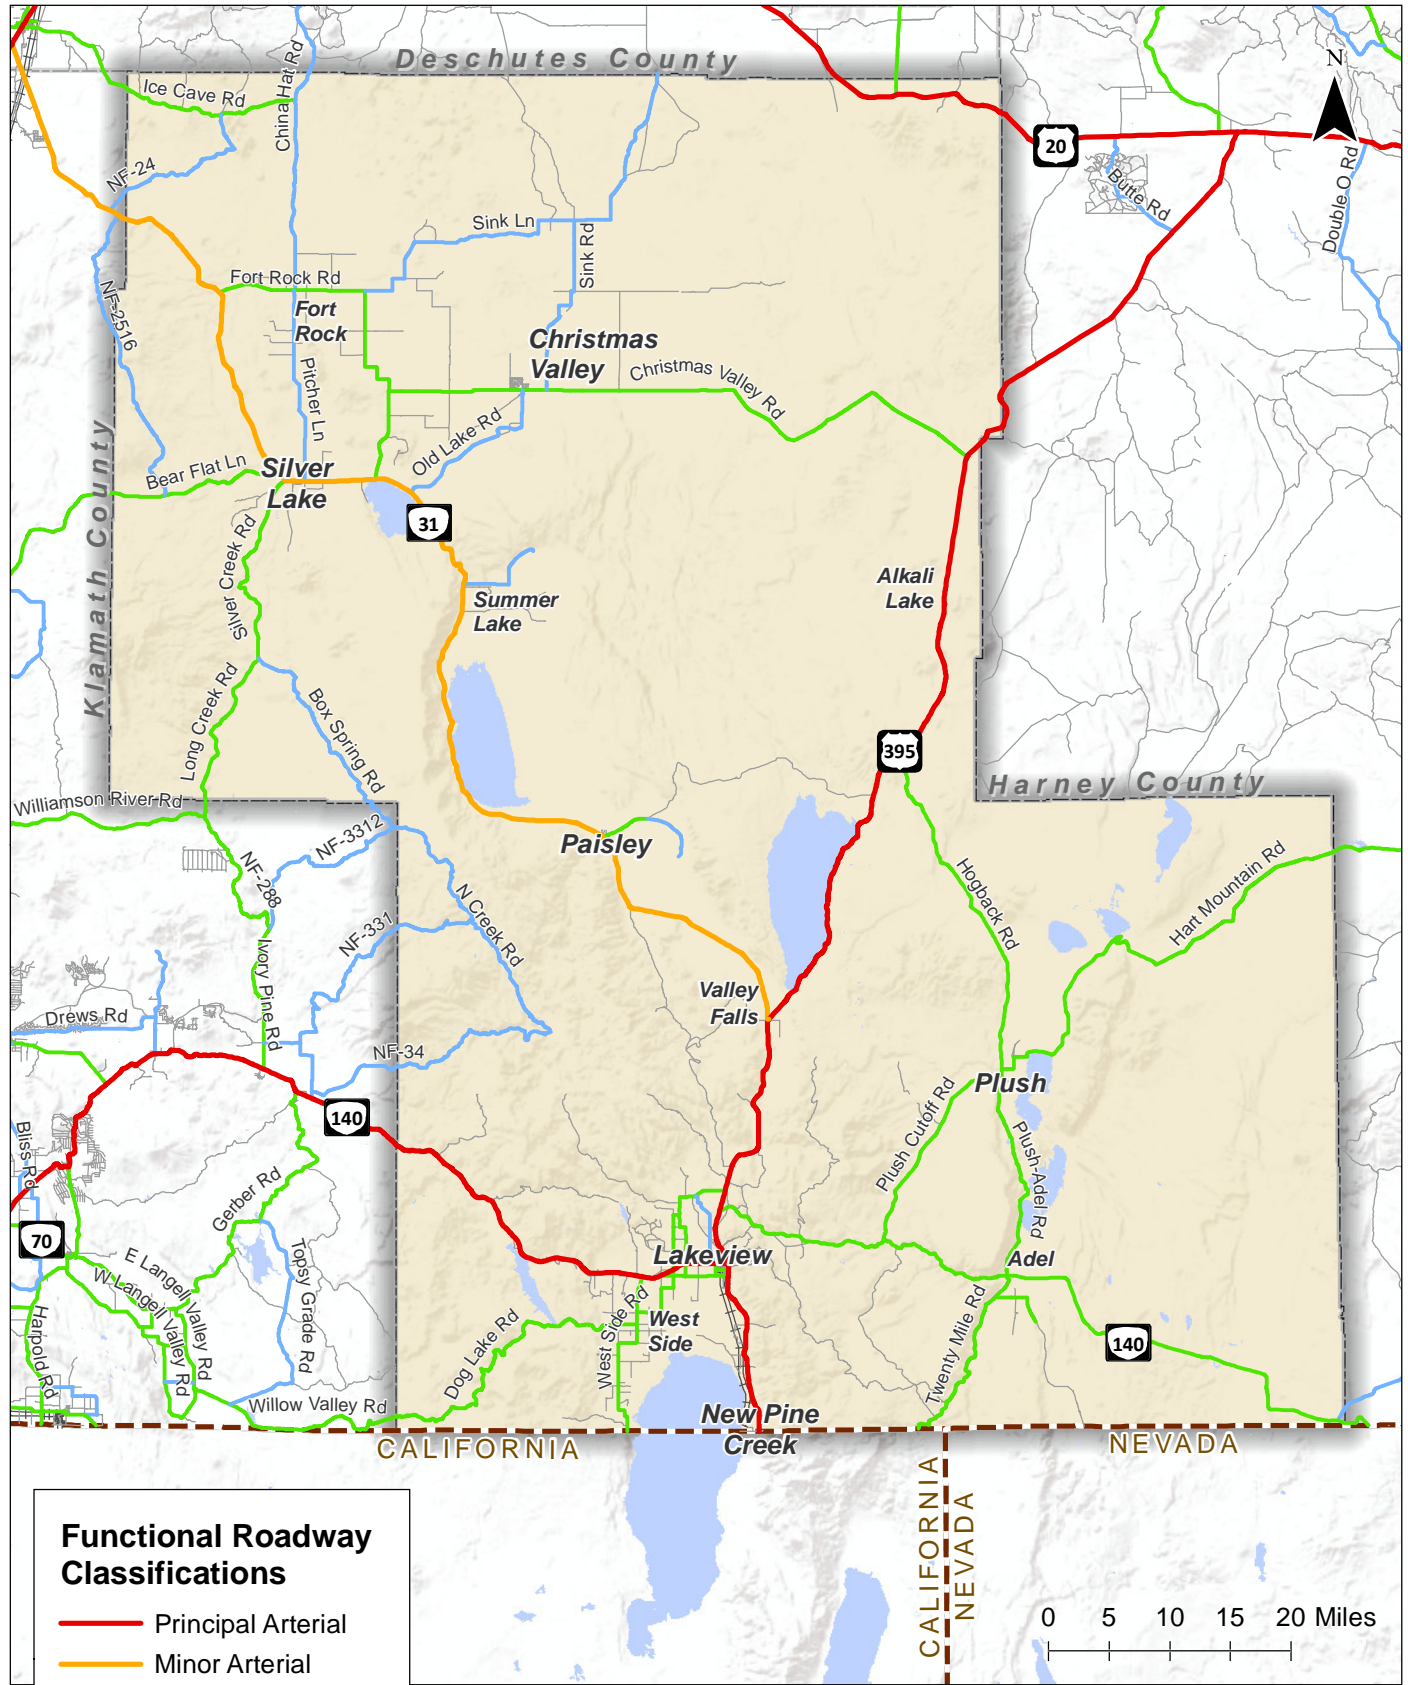 Deschutes County
N
Ice Cave Rd
China Hat Rd
20
NF-24
Butte Rd
Double O Rd
Sink Ln
Sink Rd
Fort Rock Rd
NF-2516
Fort
Rock
Christmas
Valley
Pitcher Ln
Christmas Valley Rd
Klamath County
Old Lake Rd
Bear Flat Ln
Silver
Lake
31
Silver Creek Rd
Alkali
Lake
Summer
Lake
Long Creek Rd
Box Spring Rd
395
Harney County
Williamson River Rd
NF-3312
Paisley
NF-288
N Creek Rd
Hogback Rd
Hart Mountain Rd
NF-331
Ivory Pine Rd
Valley
Falls
Drews Rd
NF-34
Plush
140
Plush Cutoff Rd
Plush-Adel Rd
Bliss Rd
Gerber Rd
70
E Langell Valley Rd
W Langell Valley Rd
Topsy Grade Rd
Lakeview
Adel
West Side Rd
West
Side
Twenty Mile Rd
140
Harpold Rd
Dog Lake Rd
Willow Valley Rd
New Pine
Creek
CALIFORNIA
NEVADA
CALIFORNIA
NEVADA
Functional Roadway
Classifications
Principal Arterial
Minor Arterial
0 5 10 15 20 Miles